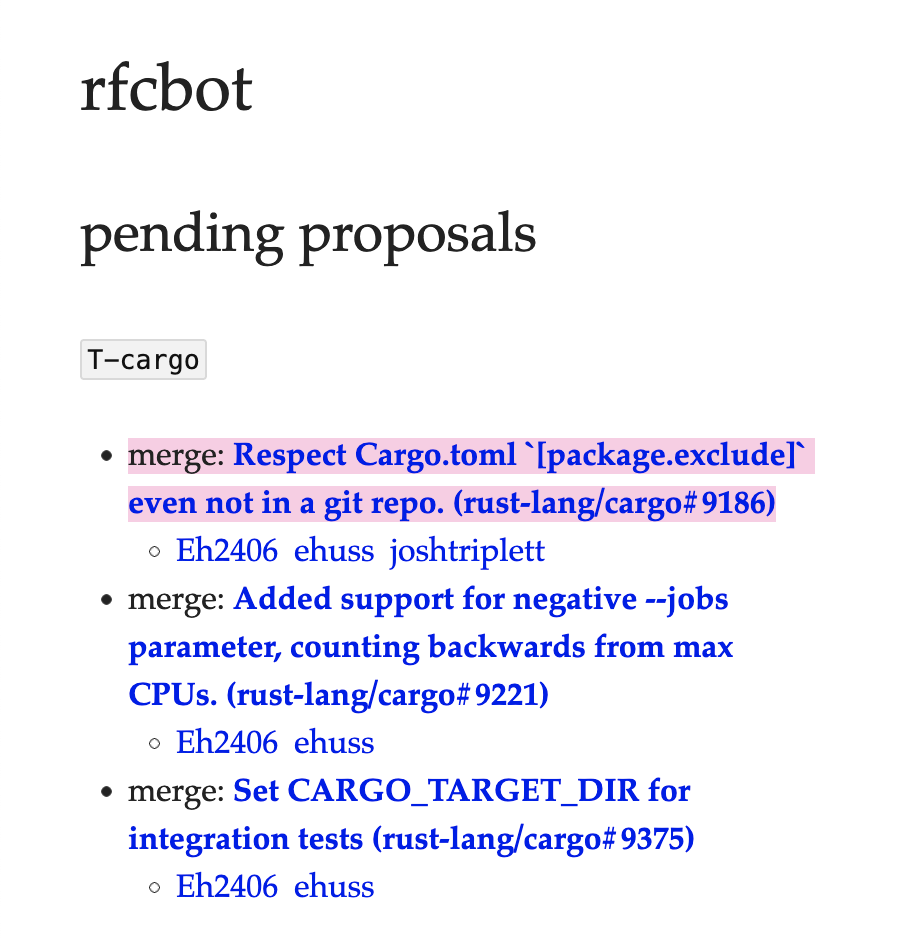 rfcbot
pending proposals
T-cargo
merge: Respect Cargo.toml `[package.exclude]`
even not in a git repo. (rust-lang/cargo#9186)
Eh2406 ehuss joshtriplett
merge: Added support for negative --jobs
parameter, counting backwards from max
CPUs. (rust-lang/cargo#9221)
Eh2406 ehuss
merge: Set CARGO_TARGET_DIR for
integration tests (rust-lang/cargo#9375)
Eh2406 ehuss